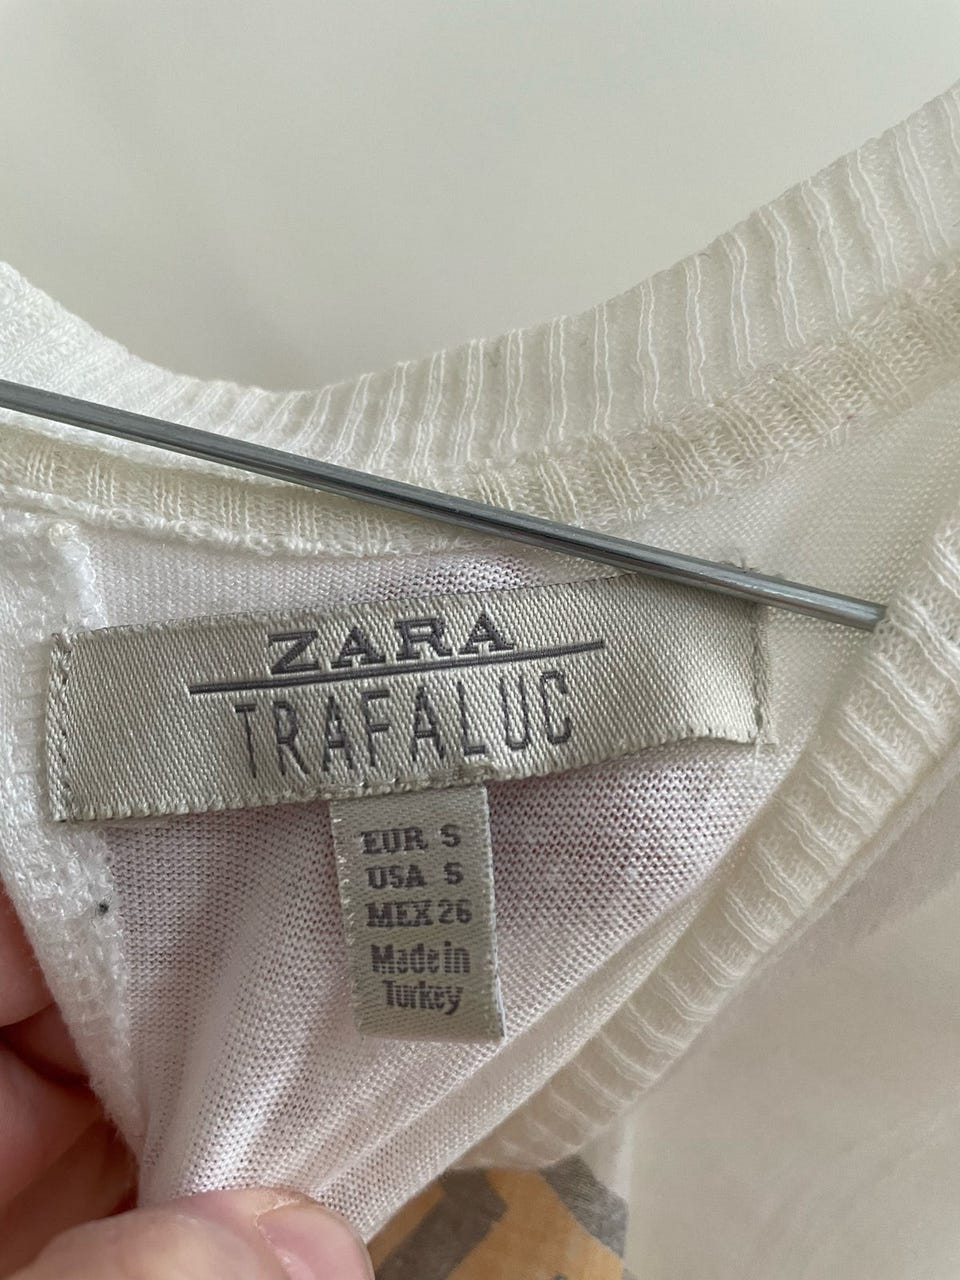 ZARA
TRAFALUC
EUR S
USA S
MEX 26
Made in
Turkey